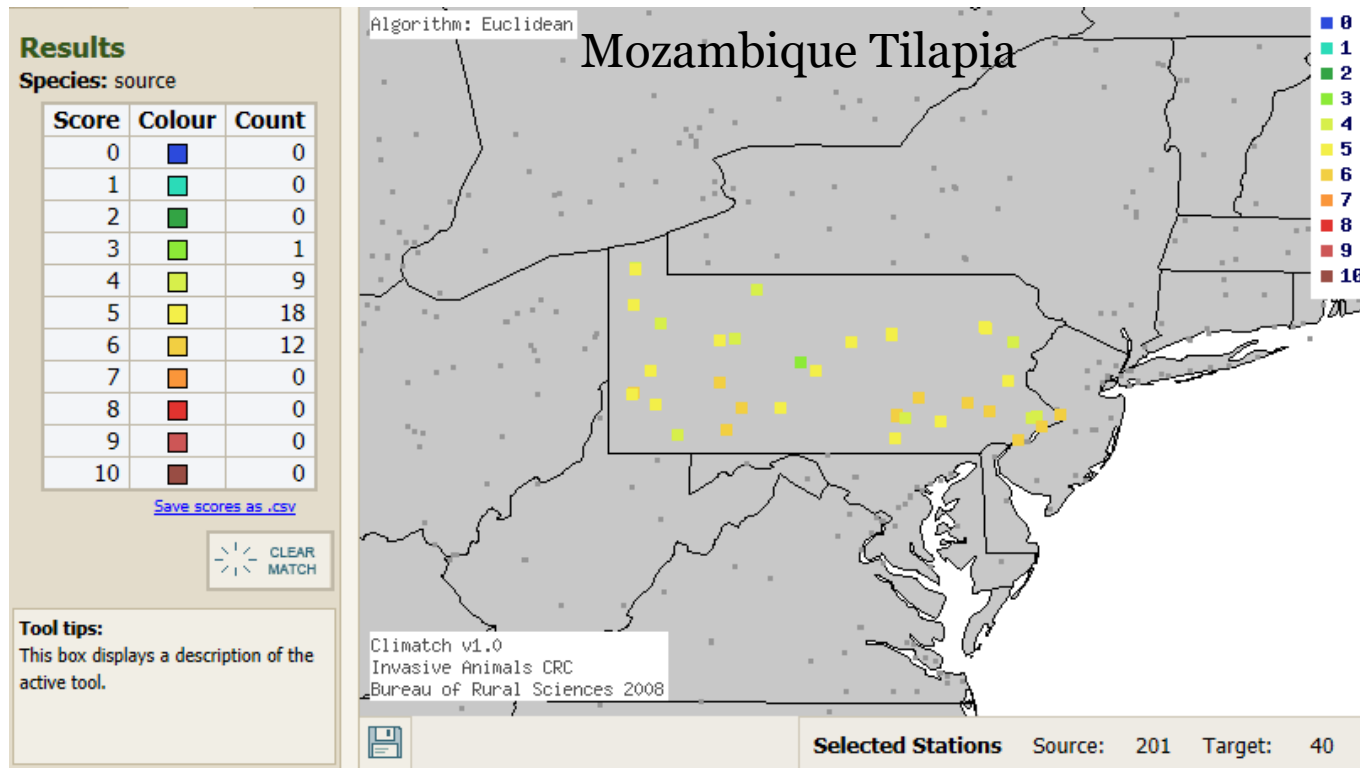 Results
Species: source
Score Colour Count
0 0
1 0
2 0
3 1
4 9
5 18
6 12
7 0
8 0
9 0
10 0
Save scores as .csv
CLEAR
MATCH
Tool tips:
This box displays a description of the
active tool.
Algorithm: Euclidean
Mozambique Tilapia
0
1
2
3
4
5
6
7
8
9
10
Climatch v1.0
Invasive Animals CRC
Bureau of Rural Sciences 2008
Selected Stations Source: 201 Target: 40